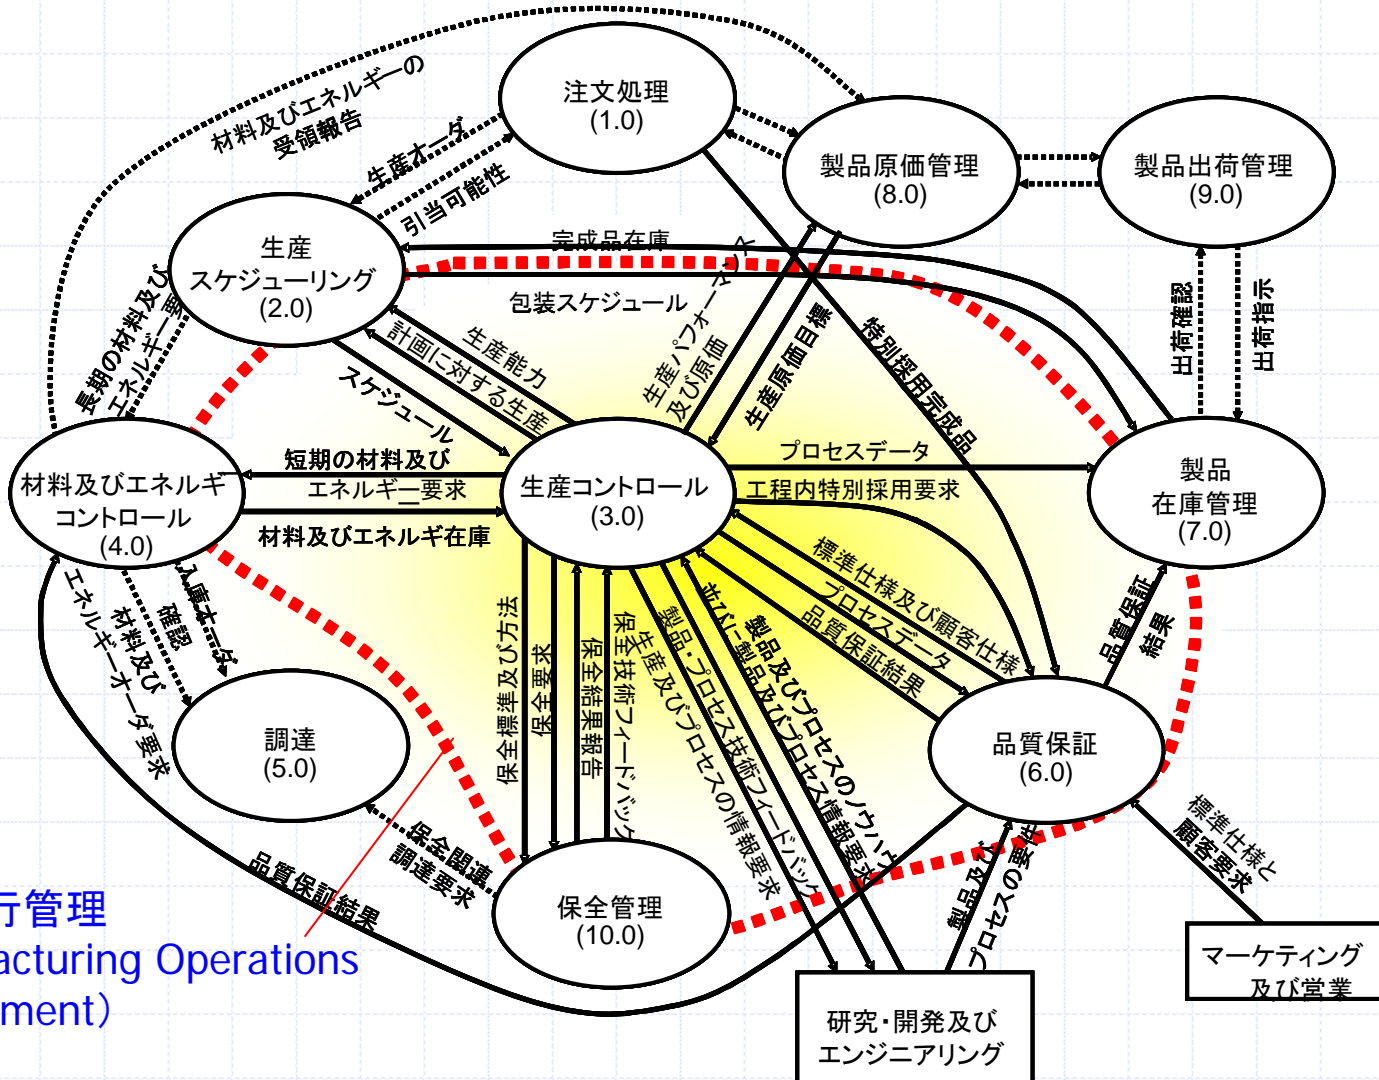 材料及びエネルギーの
受領報告
注文処理
(1.0)
製品原価管理
(8.0)
製品出荷管理
(9.0)
生産オーダ
引当可能性
生産
スケジューリング
(2.0)
完成品在庫
包装スケジュール
生産パフォーマンス
及び原価
生産原価目標
特別採用完成品
出荷確認
出荷指示
長期の材料及び
エネルギー要
生産能力
計画に対する生産
スケジュール
短期の材料及び
エネルギー要求
材料及びエネルギ在庫
材料及びエネルギ
コントロール
(4.0)
生産コントロール
(3.0)
プロセスデータ
工程内特別採用要求
製品
在庫管理
(7.0)
標準仕様及び顧客仕様
プロセスデータ
品質保証結果
品質保証
結果
入庫オーダ
確認
材料及び
エネルギーオーダ要求
調達
(5.0)
保全標準及び方法
保全要求
保全結果報告
保全技術フィードバック
製品・プロセス技術フィードバック
生産及びプロセスの情報要求
製品及びプロセスのノウハウ
並びに製品及びプロセス情報要求
品質保証
(6.0)
保全関連
調達要求
品質保証結果
保全管理
(10.0)
製品及び
プロセスの要件
標準仕様と
顧客要求
マーケティング
及び営業
研究・開発及び
エンジニアリング
行管理
acturing Operations
ment）